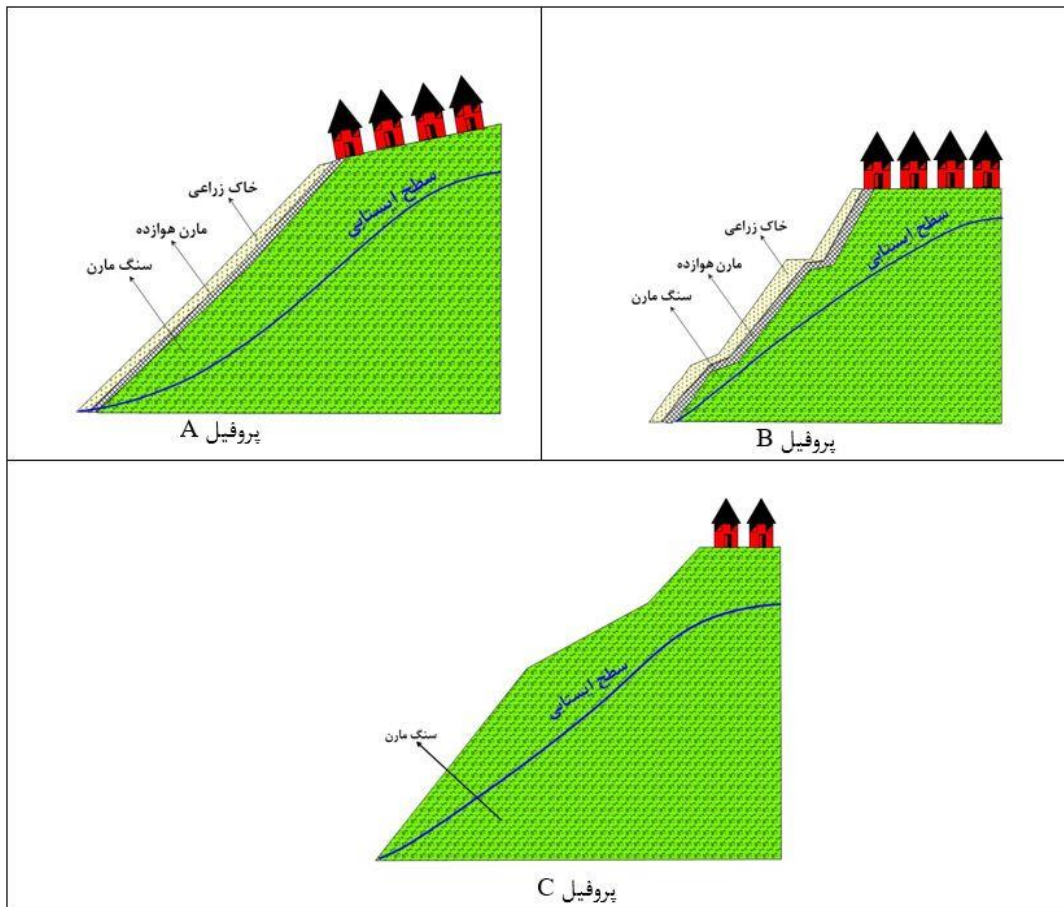 خاک زراعی
مارن هوازده
سنگ مارن
سطح ایستابی
پروفیل A
خاک زراعی
مارن هوازده
سنگ مارن
سطح ایستابی
پروفیل B
سنگ مارن
سطح ایستابی
پروفیل C